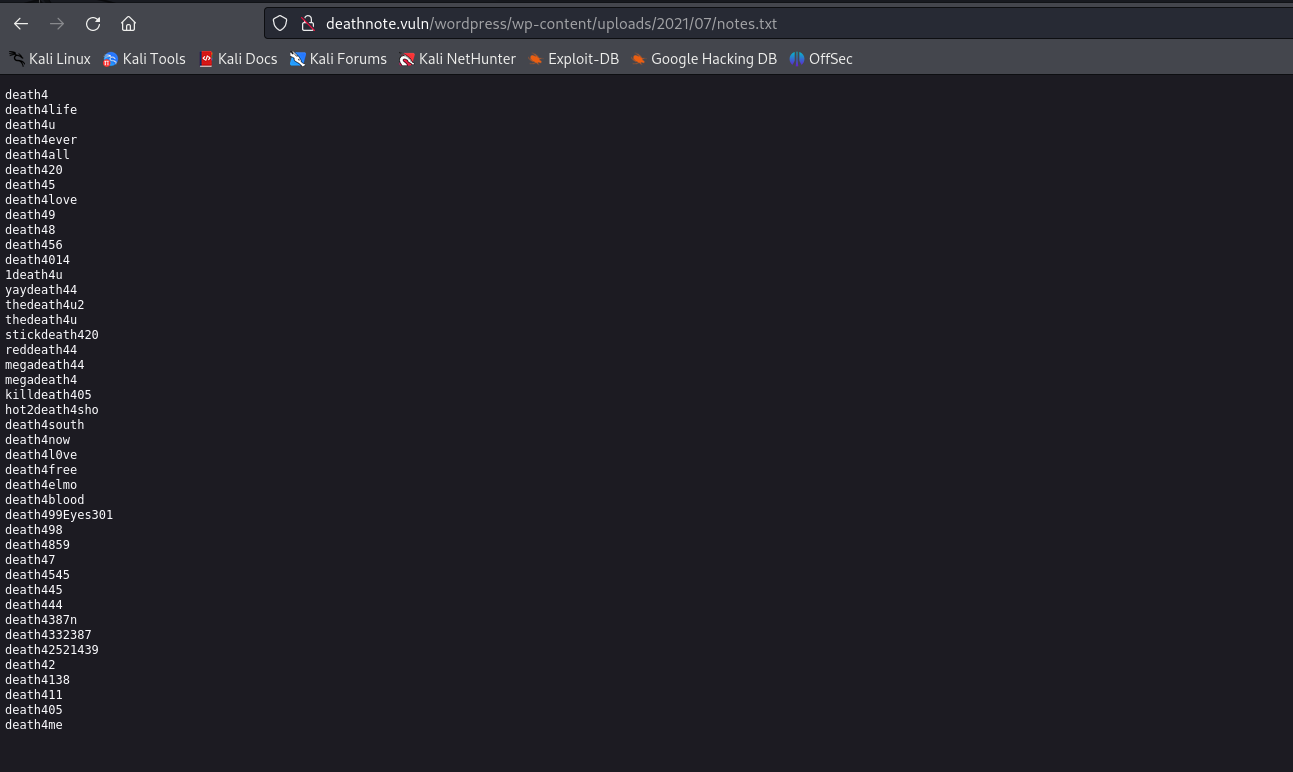 deathnote.vuln/wordpress/wp-content/uploads/2021/07/notes.txt
Kali Linux Kali Tools Kali Docs Kali Forums Kali NetHunter Exploit-DB Google Hacking DB OffSec
death4
death4life
death4u
death4ever
death4all
death420
death45
death4love
death49
death48
death456
death4014
1death4u
yaydeath44
thedeath4u2
thedeath4u
stickdeath420
reddeath44
megadeath44
megadeath4
killdeath405
hot2death4sho
death4south
death4now
death4l0ve
death4free
death4elmo
death4blood
death499Eyes301
death498
death4859
death47
death4545
death445
death444
death4387n
death4332387
death42521439
death42
death4138
death411
death405
death4me